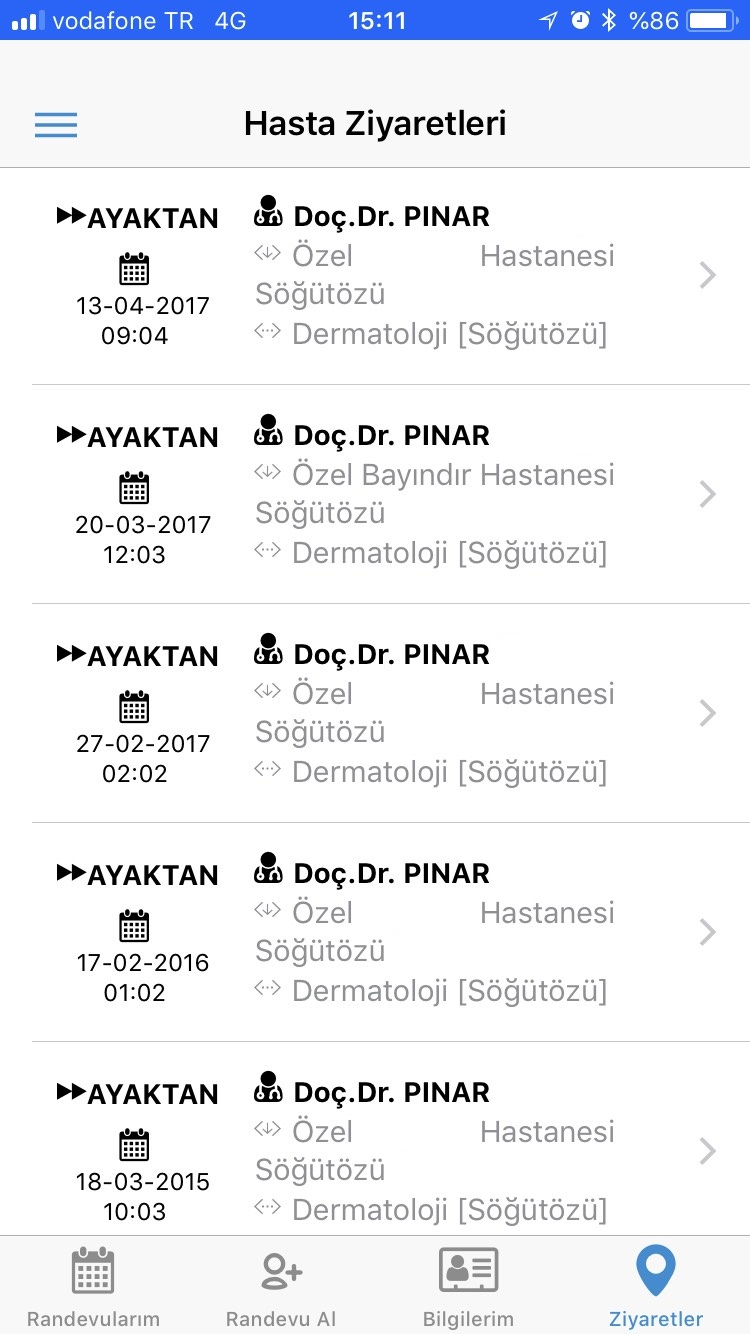 vodafone TR 4G 15:11 %86
Hasta Ziyaretleri
AYAKTAN
13-04-2017
09:04
Doç.Dr. PINAR
Özel Hastanesi
Söğütözü
Dermatoloji [Söğütözü]
AYAKTAN
20-03-2017
12:03
Doç.Dr. PINAR
Özel Bayındır Hastanesi
Söğütözü
Dermatoloji [Söğütözü]
AYAKTAN
27-02-2017
02:02
Doç.Dr. PINAR
Özel Hastanesi
Söğütözü
Dermatoloji [Söğütözü]
AYAKTAN
17-02-2016
01:02
Doç.Dr. PINAR
Özel Hastanesi
Söğütözü
Dermatoloji [Söğütözü]
AYAKTAN
18-03-2015
10:03
Doç.Dr. PINAR
Özel Hastanesi
Söğütözü
Dermatoloji [Söğütözü]
Randevularım Randevu Al Bilgilerim Ziyaretler